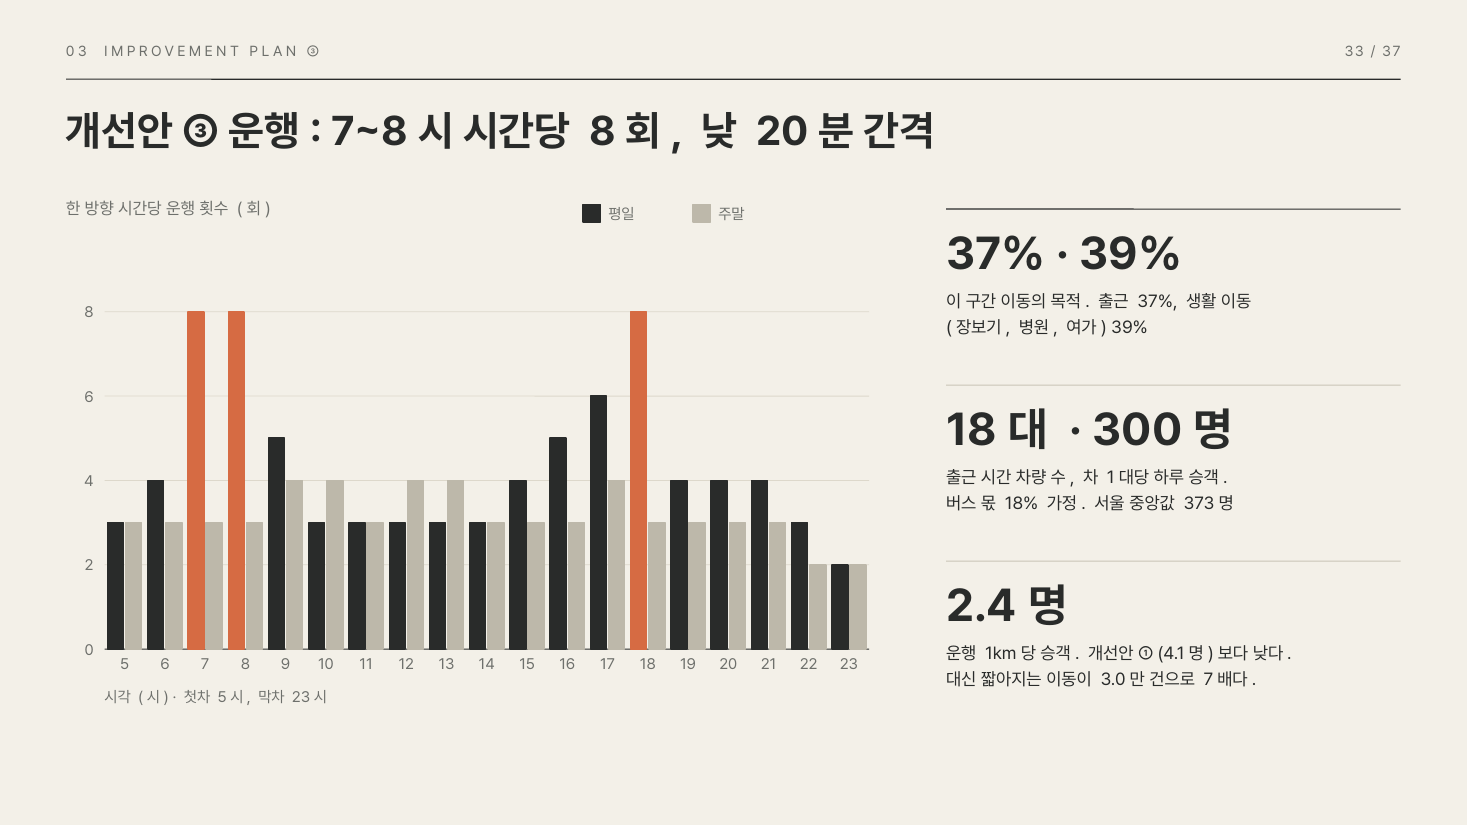 03 IMPROVEMENT PLAN ③
33 / 37
개선안 ③ 운행 : 7~8 시 시간당 8 회 , 낮 20 분 간격
한 방향 시간당 운행 횟수 ( 회 )
평일
주말
8
6
4
2
0
5 6 7 8 9 10 11 12 13 14 15 16 17 18 19 20 21 22 23
시각 ( 시 ) · 첫차 5 시 , 막차 23 시
37% · 39%
이 구간 이동의 목적 . 출근 37%, 생활 이동
( 장보기 , 병원 , 여가 ) 39%
18 대 · 300 명
출근 시간 차량 수 , 차 1 대당 하루 승객 .
버스 몫 18% 가정 . 서울 중앙값 373 명
2.4 명
운행 1km 당 승객 . 개선안 ① (4.1 명 ) 보다 낮다 .
대신 짧아지는 이동이 3.0 만 건으로 7 배다 .